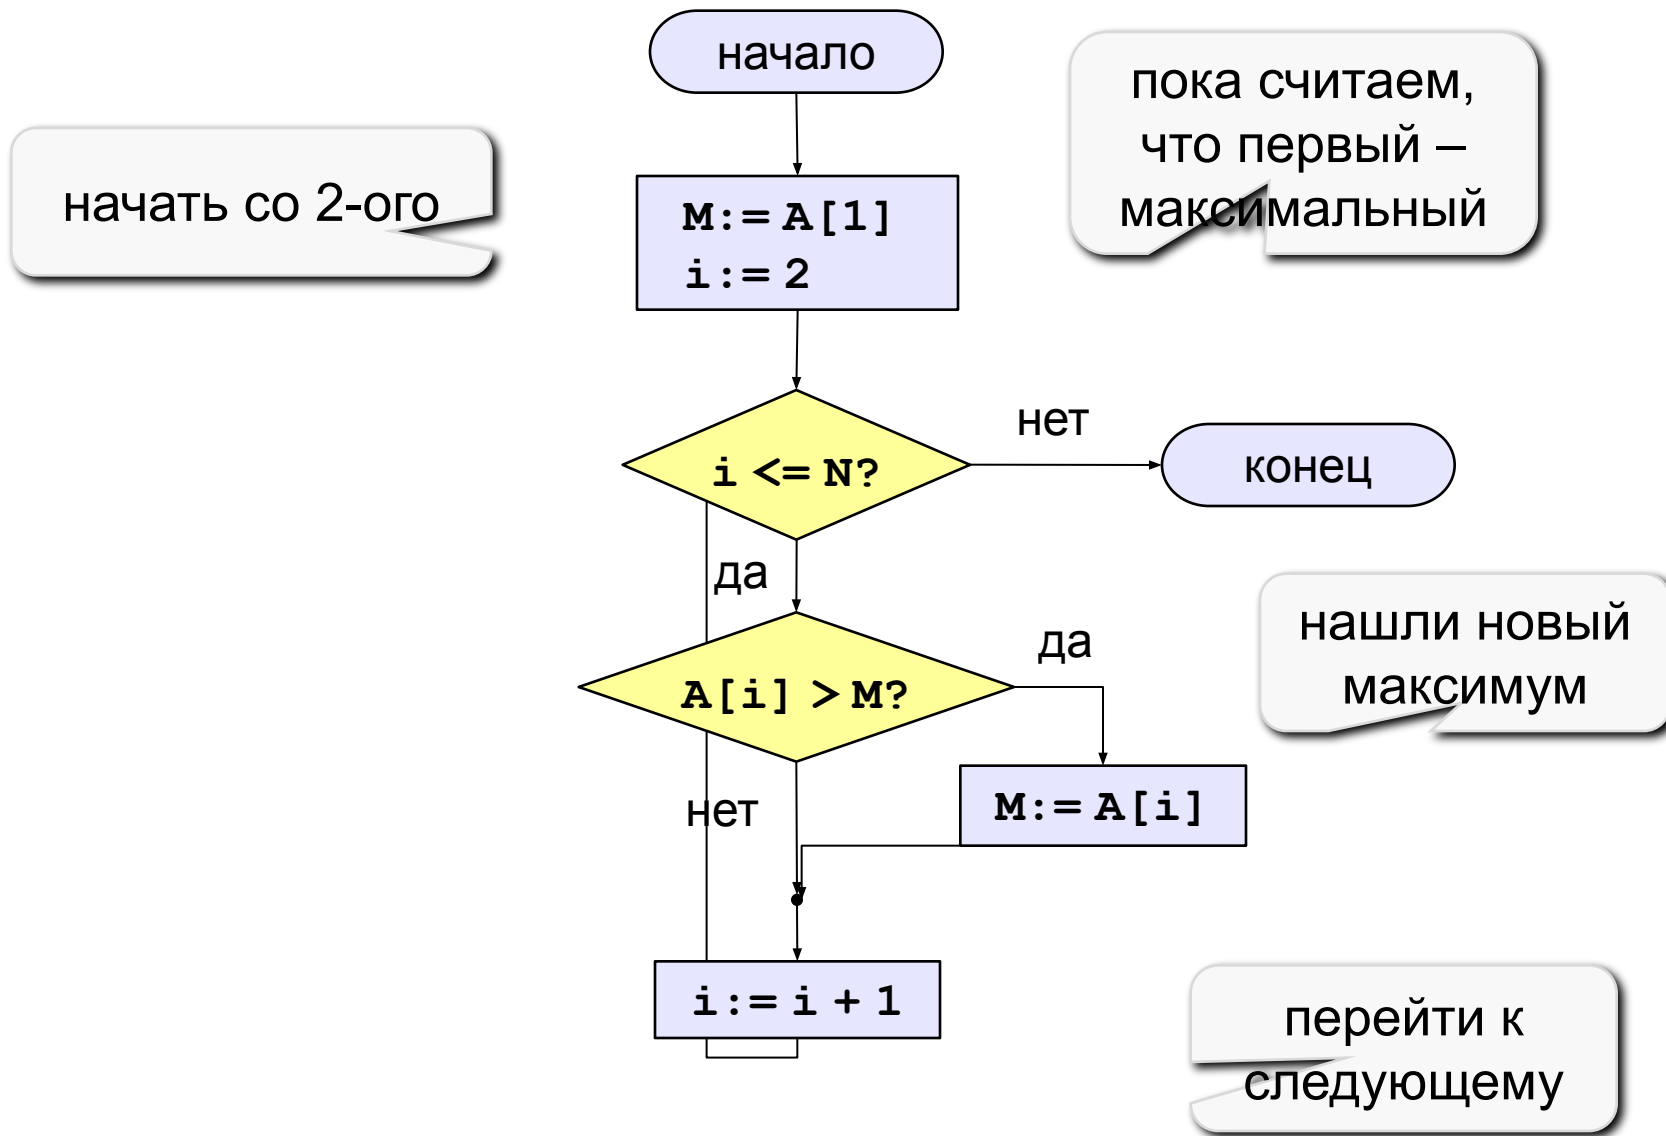 начало
пока считаем,
что первый –
максимальный
начать со 2-ого
M:= A[1]
i:= 2
i <= N?
нет
конец
да
A[i] > M?
да
нашли новый
максимум
нет
M:= A[i]
i:= i + 1
перейти к
следующему